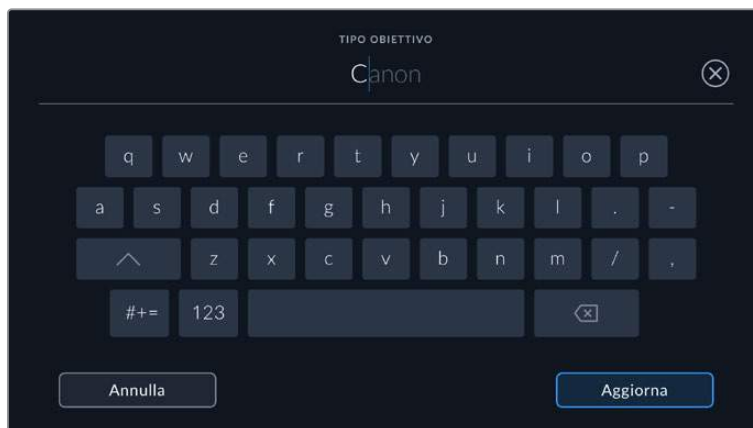 TIPO OBIETTIVO
Canon
q w e r t y u i o p
a s d f g h j k l . -
z x c v b n m / ,
#+= 123
Annulla Aggiorna